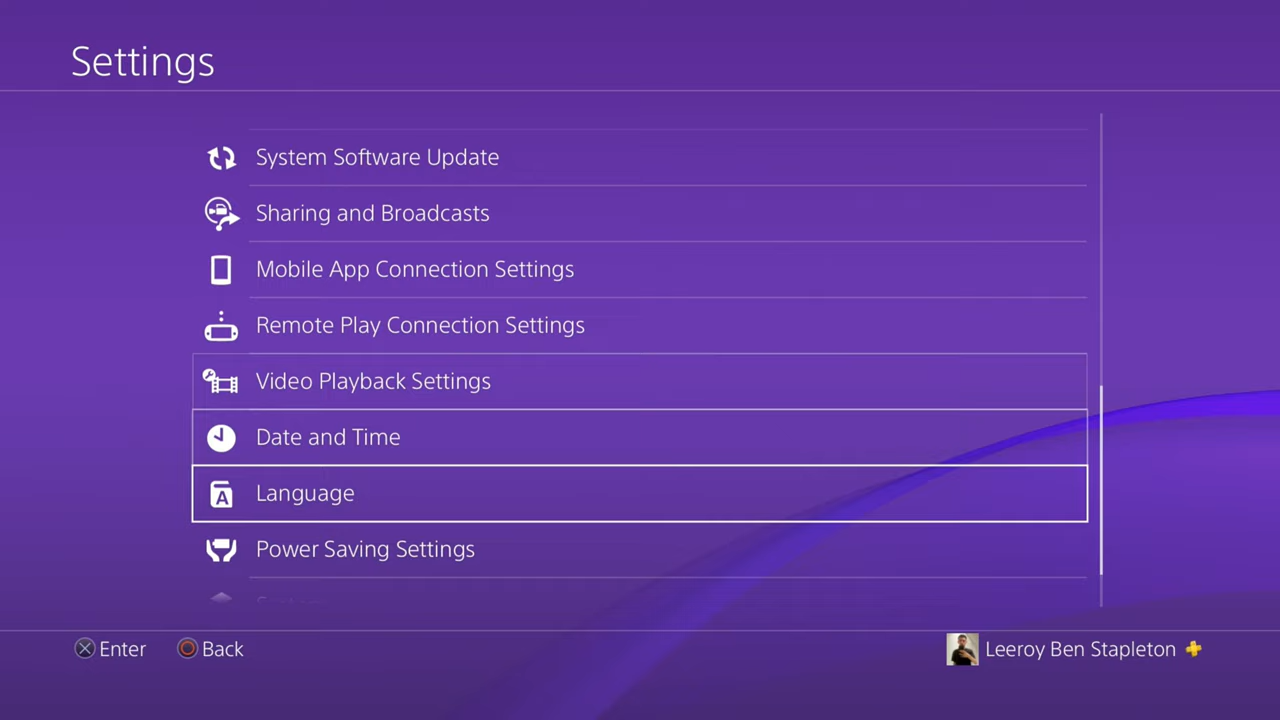 Settings
System Software Update
Sharing and Broadcasts
Mobile App Connection Settings
Remote Play Connection Settings
Video Playback Settings
Date and Time
Language
Power Saving Settings
Enter
Back
Leeroy Ben Stapleton